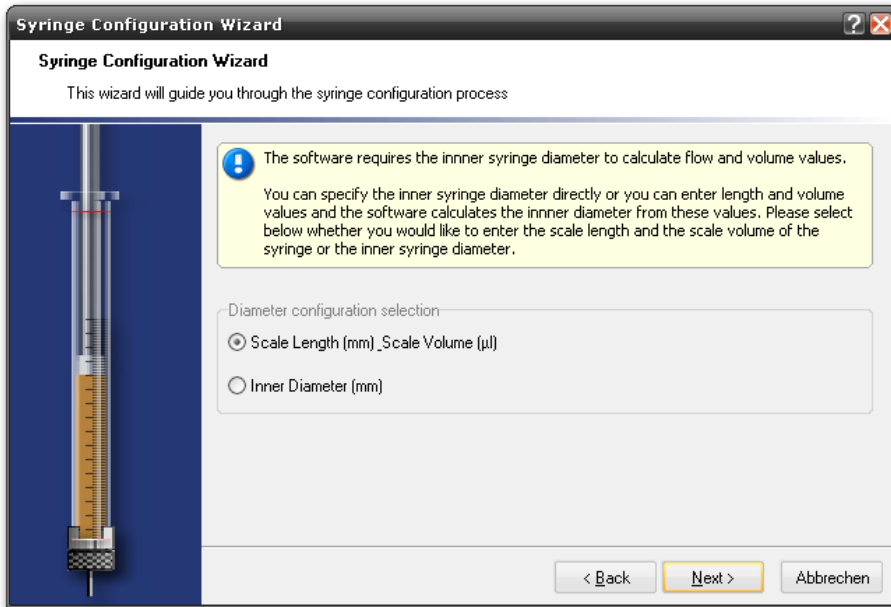 Syringe Configuration Wizard
Syringe Configuration Wizard
This wizard will guide you through the syringe configuration process
The software requires the innner syringe diameter to calculate flow and volume values.
You can specify the inner syringe diameter directly or you can enter length and volume
values and the software calculates the innner diameter from these values. Please select
below whether you would like to enter the scale length and the scale volume of the
syringe or the inner syringe diameter.
Diameter configuration selection
Scale Length (mm)_Scale Volume (µl)
Inner Diameter (mm)
< Back Next > Abbrechen